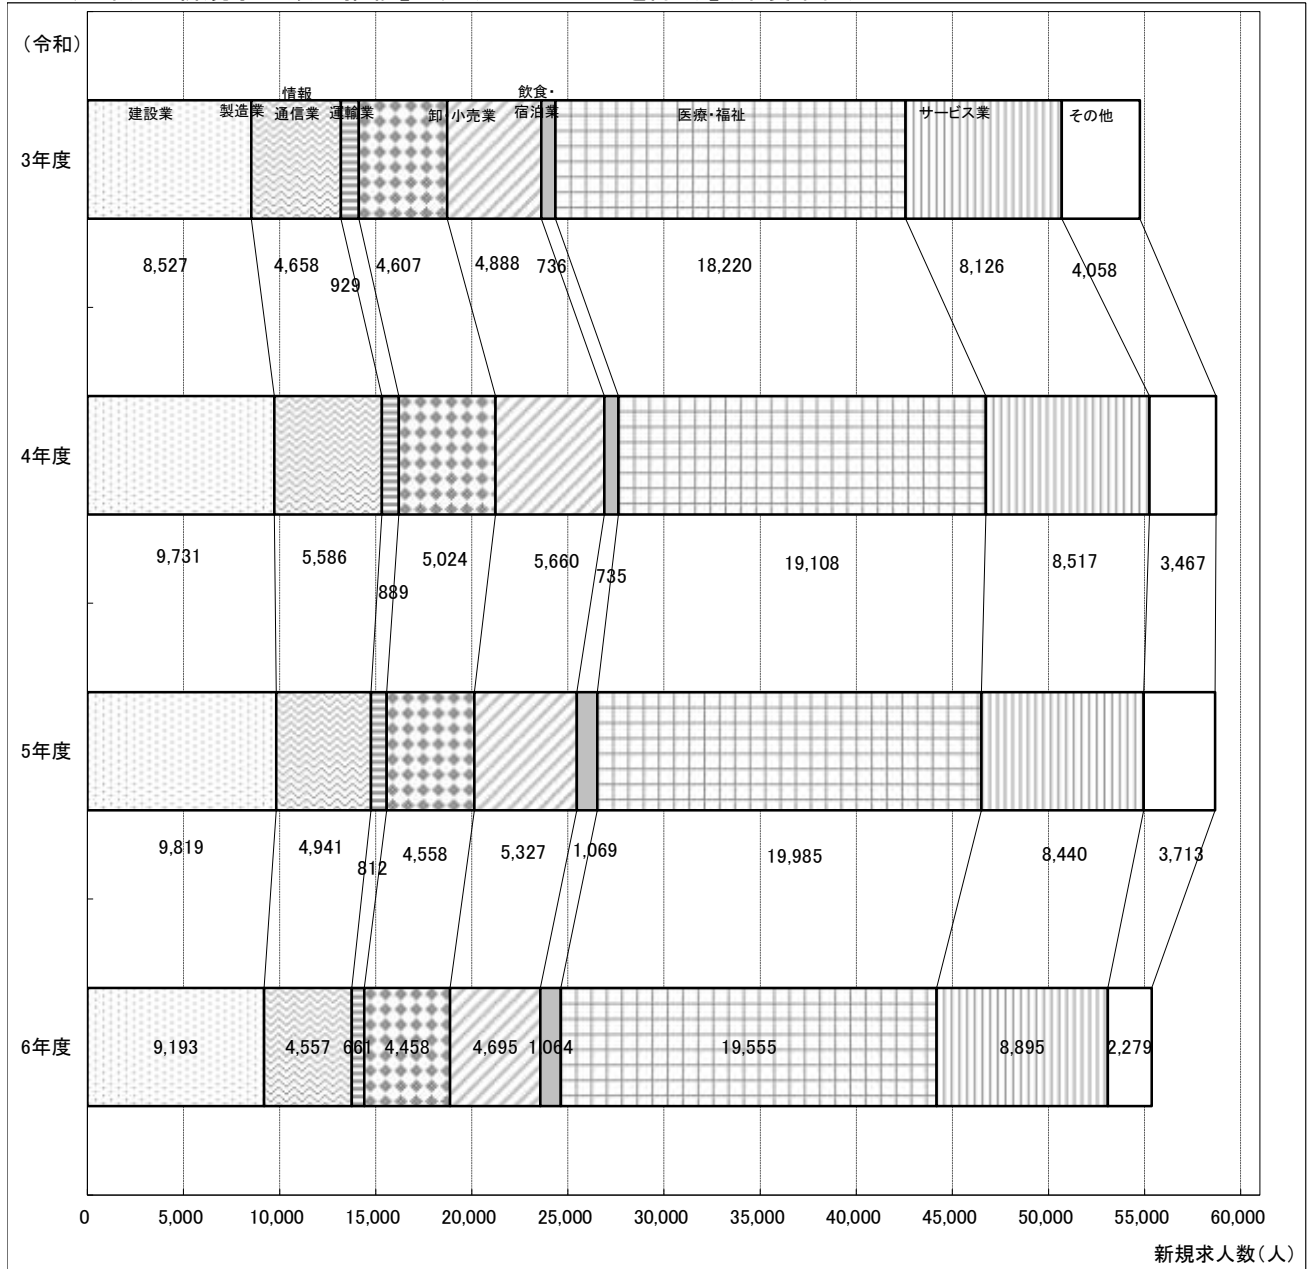 (令和)
情報
飲食・
建設業 製造業 通信業 運輸業 卸・小売業 宿泊業 医療・福祉 サービス業 その他
3年度
8,527 4,658 929 4,607 4,888 736 18,220 8,126 4,058
4年度
9,731 5,586 889 5,024 5,660 735 19,108 8,517 3,467
5年度
9,819 4,941 812 4,558 5,327 1,069 19,985 8,440 3,713
6年度 9,193 4,557 661 4,458 4,695 1,064 19,555 8,895 2,279
0 5,000 10,000 15,000 20,000 25,000 30,000 35,000 40,000 45,000 50,000 55,000 60,000
新規求人数(人)